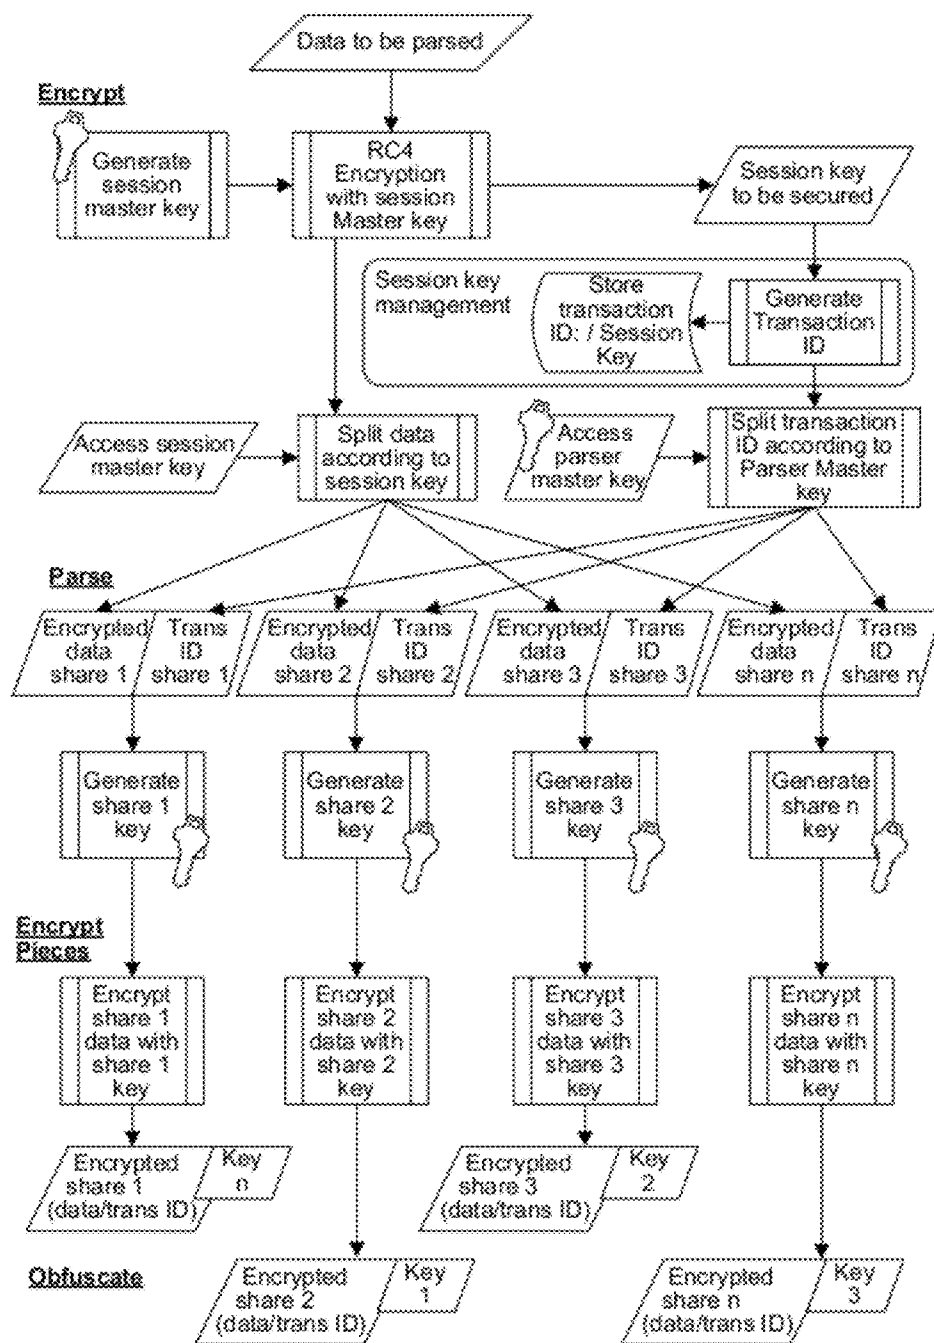 Data to be parsed
Encrypt
Generate
session
master key
RC4
Encryption
with session
Master key
Session key
to be secured
Session key
management
Store
transaction
ID: / Session
Key
Generate
Transaction
ID
Access session
master key
Split data
according to
session key
Access
parser
master key
Split transaction
ID according to
Parser Master
key
Parse
Encrypted
data
share 1
Trans
ID
share 1
Encrypted
data
share 2
Trans
ID
share 2
Encrypted
data
share 3
Trans
ID
share 3
Encrypted
data
share n
Trans
ID
share n
Generate
share 1
key
Generate
share 2
key
Generate
share 3
key
Generate
share n
key
Encrypt
Pieces
Encrypt
share 1
data with
share 1
key
Encrypt
share 2
data with
share 2
key
Encrypt
share 3
data with
share 3
key
Encrypt
share n
data with
share n
key
Encrypted
share 1
(data/trans ID)
Key
n
Encrypted
share 3
(data/trans ID)
Key
2
Obfuscate
Encrypted
share 2
(data/trans ID)
Key
1
Encrypted
share n
(data/trans ID)
Key
3